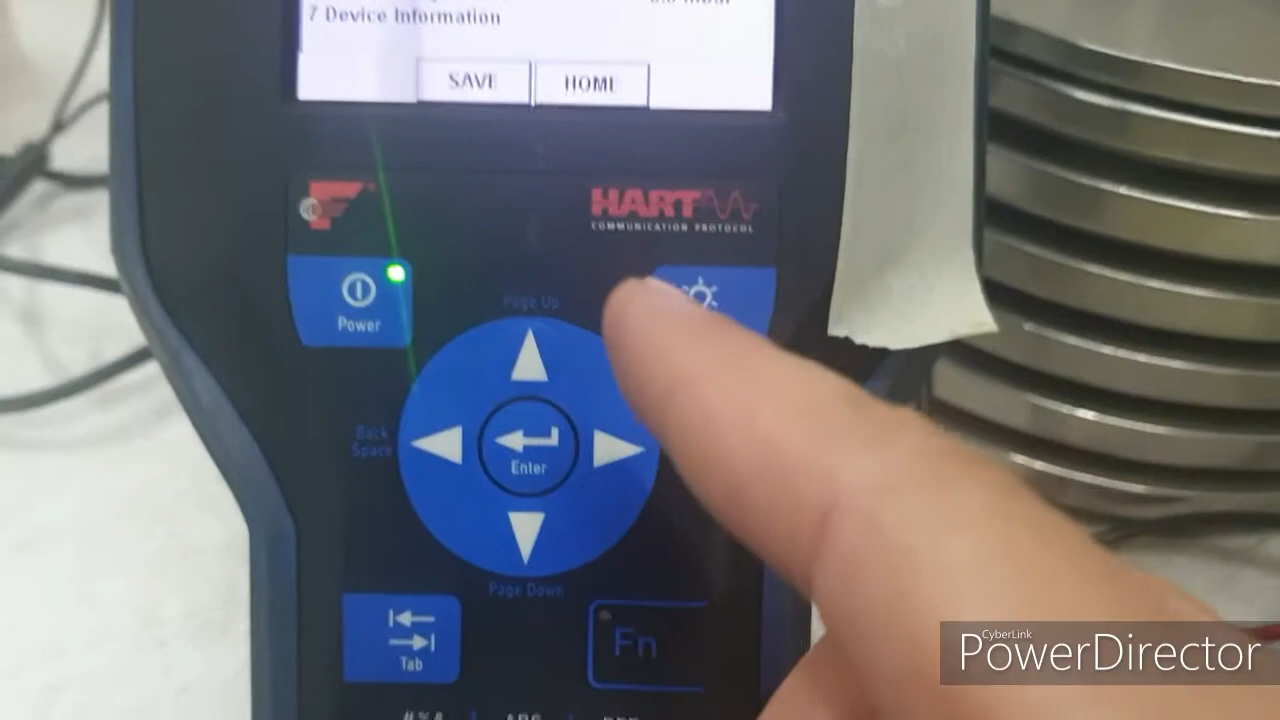 7 Device Information
SAVE HOME
HART
COMMUNICATION PROTOCOL
Power
Page Up
Back
Space
Enter
Page Down
Tab
Fn
CyberLink
PowerDirector